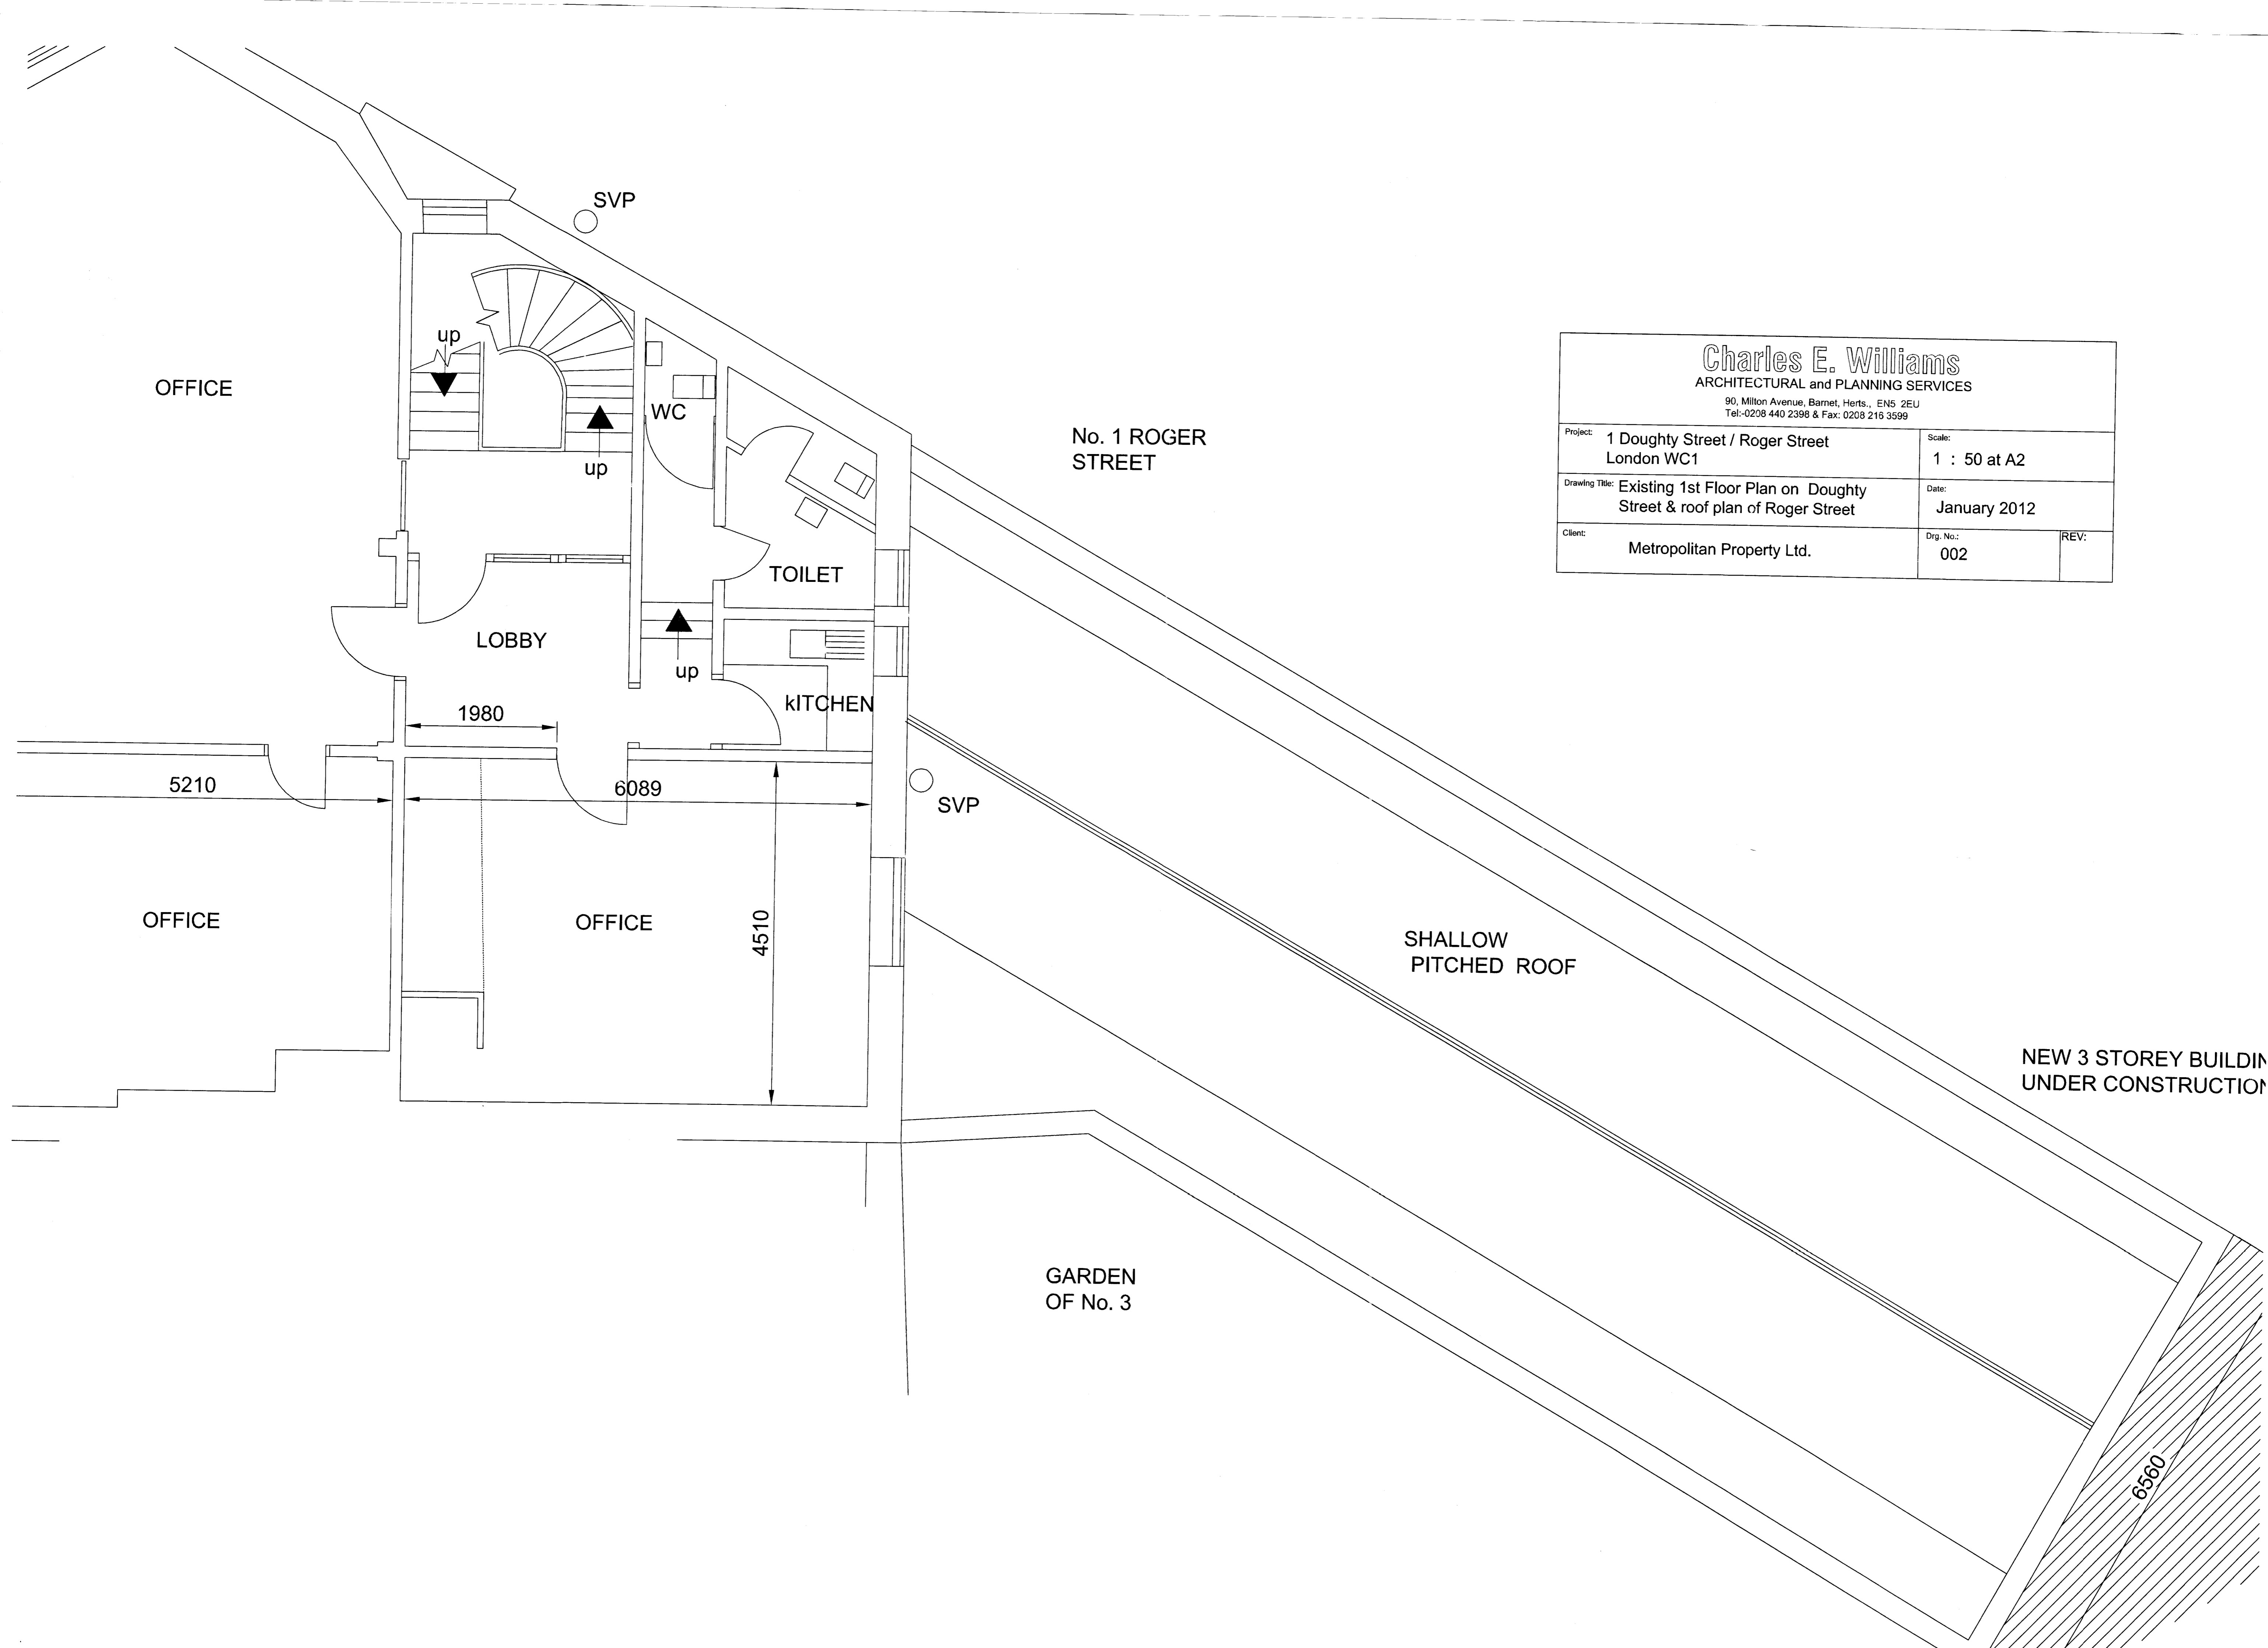 SVP
up
OFFICE
WC
up
No. 1 ROGER
STREET
Charles E. Williams
ARCHITECTURAL and PLANNING SERVICES
90, Milton Avenue, Barnet, Herts., EN5 2EU
Tel:-0208 440 2398 & Fax: 0208 216 3599
Project: 1 Doughty Street / Roger Street
London WC1
Scale:
1 : 50 at A2
Drawing Title: Existing 1st Floor Plan on Doughty
Street & roof plan of Roger Street
Date:
January 2012
Client:
Metropolitan Property Ltd.
Drg. No.:
002
REV:
TOILET
LOBBY
up
kITCHEN
1980
5210
6089
SVP
OFFICE
OFFICE
4510
SHALLOW
PITCHED ROOF
NEW 3 STOREY BUILDIN
UNDER CONSTRUCTION
GARDEN
OF No. 3
6560